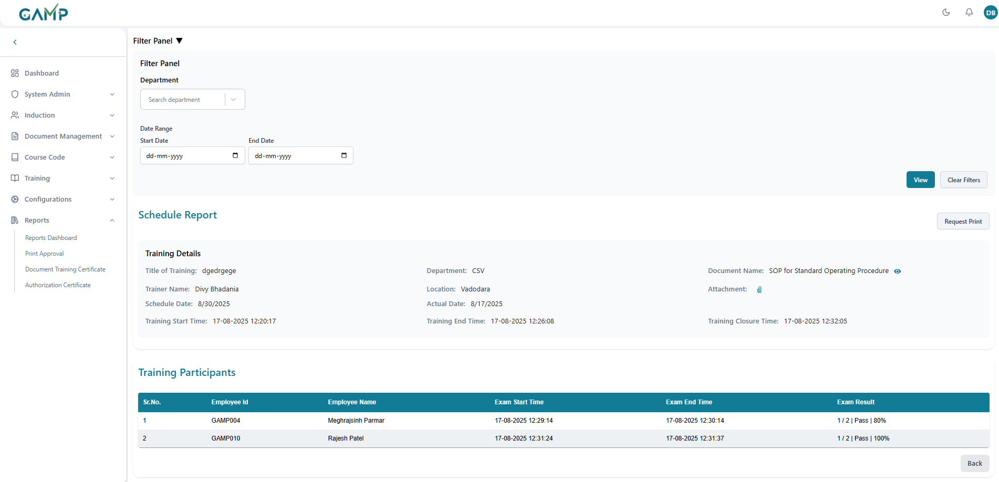 GAMP
DB
Dashboard
System Admin
Induction
Document Management
Course Code
Training
Configurations
Reports
Reports Dashboard
Print Approval
Document Training Certificate
Authorization Certificate
Filter Panel ▼
Filter Panel
Department
Search department
Date Range
Start Date End Date
dd-mm-yyyy dd-mm-yyyy
View Clear Filters
Schedule Report
Request Print
Training Details
Title of Training: dgedrgege Department: CSV Document Name: SOP for Standard Operating Procedure
Trainer Name: Divy Bhadania Location: Vadodara Attachment:
Schedule Date: 8/30/2025 Actual Date: 8/17/2025
Training Start Time: 17-08-2025 12:20:17 Training End Time: 17-08-2025 12:26:08 Training Closure Time: 17-08-2025 12:32:05
Training Participants
Sr.No. Employee Id Employee Name Exam Start Time Exam End Time Exam Result
1 GAMP004 Meghrajsinh Parmar 17-08-2025 12:29:14 17-08-2025 12:30:14 1 / 2 | Pass | 80%
2 GAMP010 Rajesh Patel 17-08-2025 12:31:24 17-08-2025 12:31:37 1 / 2 | Pass | 100%
Back